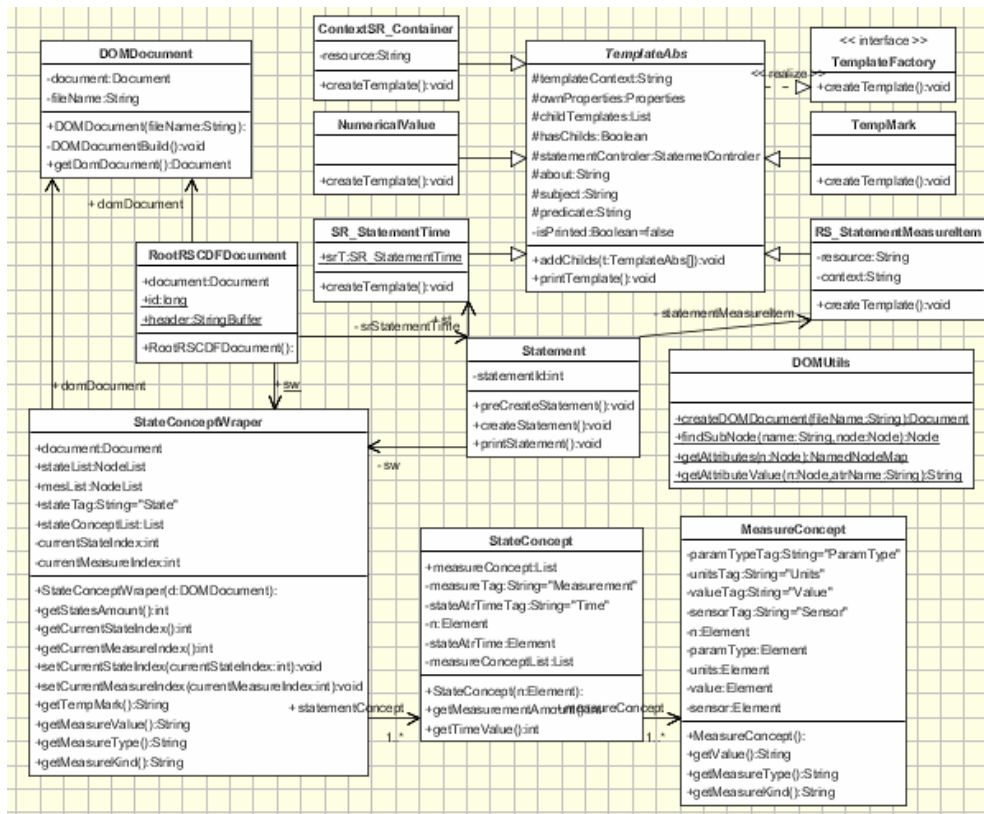 ContextSR_Container
-resource:String
+createTemplate():void
DOMDocument
-document:Document
-fileName:String
+DOMDocument(fileName:String):
-DOMDocumentBuild():void
+getDomDocument():Document
TemplateAbs
#templateContext:String
#ownProperties:Properties
#childTemplates:List
#hasChilds:Boolean
#statementControler:StatemetControler
#about:String
#subject:String
#predicate:String
-isPrinted:Boolean=false
+addChilds(t:TemplateAbs[]):void
+printTemplate():void
<< interface >>
TemplateFactory
+createTemplate():void
<< realize >>
NumericalValue
+createTemplate():void
TempMark
+createTemplate():void
+ domDocument
SR_StatementTime
+srT:SR_StatementTime
+createTemplate():void
RS_StatementMeasureItem
-resource:String
-context:String
+createTemplate():void
RootRSCDFDocument
+document:Document
+id:long
+header:StringBuffer
+RootRSCDFDocument():
- srStatementTime
- statementMeasureItem
Statement
-statementId:int
+preCreateStatement():void
+createStatement():void
+printStatement():void
DOMUtils
+createDOMDocument(fileName:String):Document
+findSubNode(name:String,node:Node):Node
+getAttributes(n:Node):NamedNodeMap
+getAttributeValue(n:Node,atrName:String):String
+ domDocument
+ sw
- sw
StateConceptWraper
+document:Document
+stateList:NodeList
+mesList:NodeList
+stateTag:String="State"
+stateConceptList:List
-currentStateIndex:int
-currentMeasureIndex:int
+StateConceptWraper(d:DOMDocument):
+getStatesAmount():int
+getCurrentStateIndex():int
+getCurrentMeasureIndex():int
+setCurrentStateIndex(currentStateIndex:int):void
+setCurrentMeasureIndex(currentMeasureIndex:int):void
+getTempMark():String
+getMeasureValue():String
+getMeasureType():String
+getMeasureKind():String
+ statementConcept
1..*
StateConcept
+measureConcept:List
-measureTag:String="Measurement"
-stateAtrTimeTag:String="Time"
-n:Element
-stateAtrTime:Element
-measureConceptList:List
+StateConcept(n:Element):
+getMeasurementAmount():int
+getTimeValue():int
measureConcept
1..*
MeasureConcept
-paramTypeTag:String="ParamType"
-unitsTag:String="Units"
-valueTag:String="Value"
-sensorTag:String="Sensor"
-n:Element
-paramType:Element
-units:Element
-value:Element
-sensor:Element
+MeasureConcept():
+getValue():String
+getMeasureType():String
+getMeasureKind():String